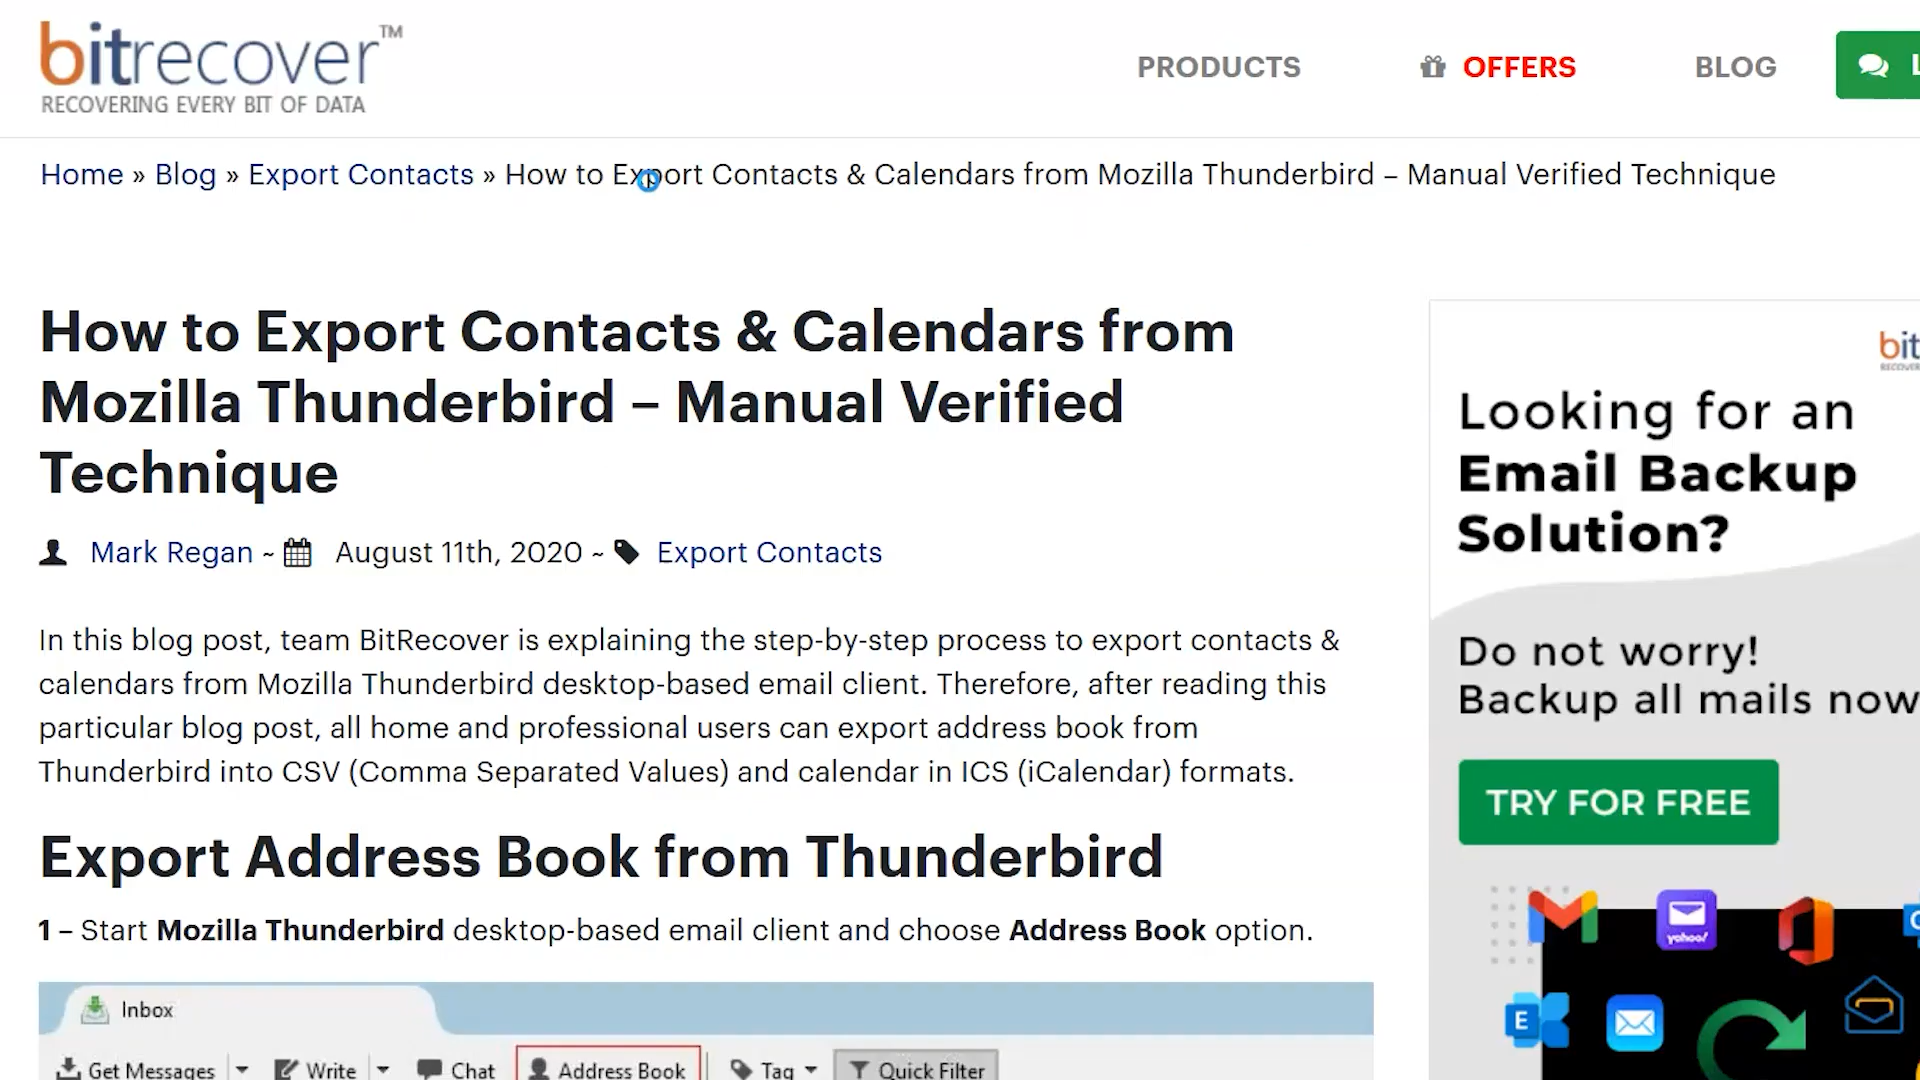 bitrecover™
RECOVERING EVERY BIT OF DATA
PRODUCTS
OFFERS
BLOG
Home » Blog » Export Contacts » How to Export Contacts & Calendars from Mozilla Thunderbird – Manual Verified Technique
How to Export Contacts & Calendars from
Mozilla Thunderbird – Manual Verified
Technique
Mark Regan ~ August 11th, 2020 ~ Export Contacts
In this blog post, team BitRecover is explaining the step-by-step process to export contacts &
calendars from Mozilla Thunderbird desktop-based email client. Therefore, after reading this
particular blog post, all home and professional users can export address book from
Thunderbird into CSV (Comma Separated Values) and calendar in ICS (iCalendar) formats.
Export Address Book from Thunderbird
1 – Start Mozilla Thunderbird desktop-based email client and choose Address Book option.
Inbox
Get Messages Write Chat Address Book Tag Quick Filter
bit
Looking for an
Email Backup
Solution?
Do not worry!
Backup all mails now
TRY FOR FREE
yahoo!
E